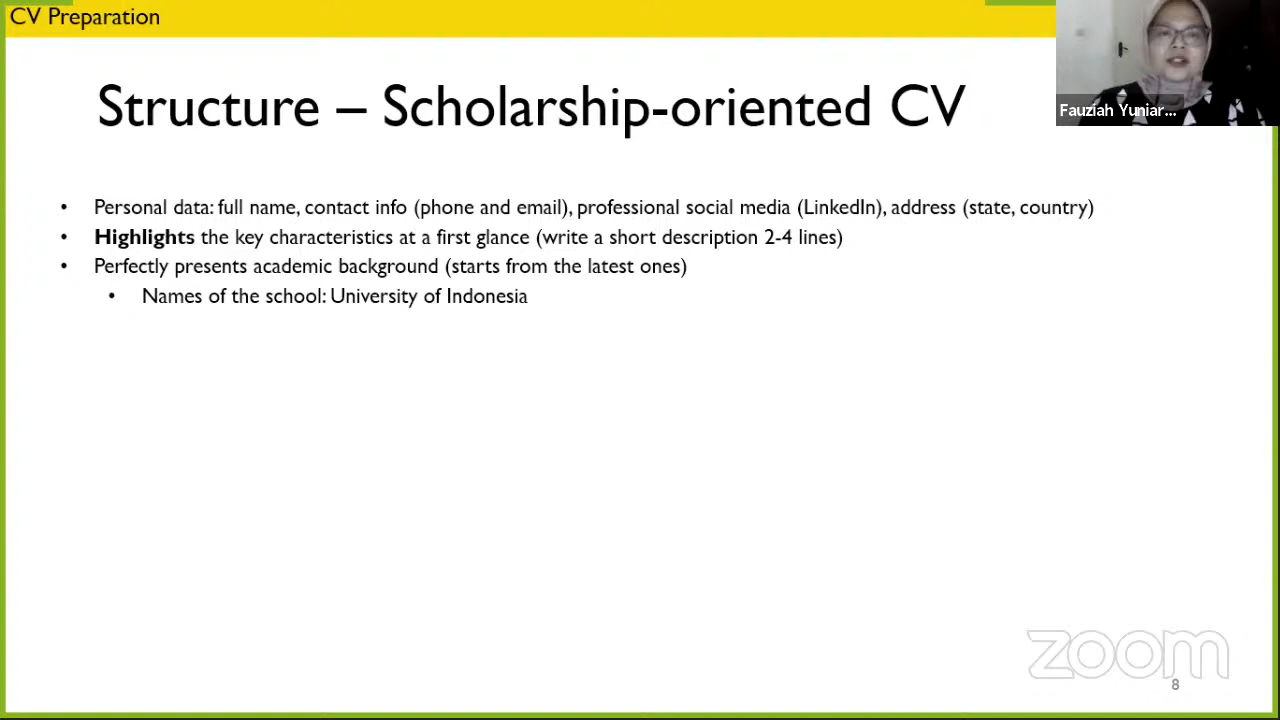 CV Preparation
Structure – Scholarship-oriented CV
Fauziah Yuniar...
• Personal data: full name, contact info (phone and email), professional social media (LinkedIn), address (state, country)
• Highlights the key characteristics at a first glance (write a short description 2-4 lines)
• Perfectly presents academic background (starts from the latest ones)
• Names of the school: University of Indonesia
zoom
8